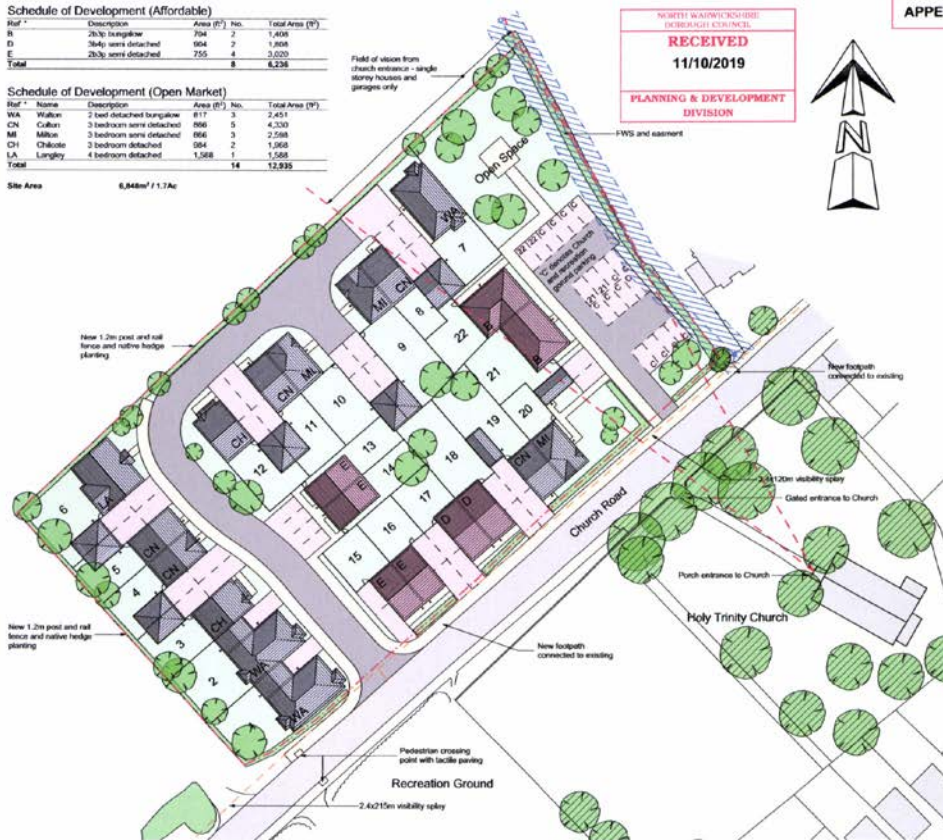 Schedule of Development (Affordable)
Ref * Description Area (ft²) No. Total Area (ft²)
B 2b3p bungalow 704 2 1,408
D 3b4p semi detached 904 2 1,808
E 2b3p semi detached 755 4 3,020
Total 8 6,236
Schedule of Development (Open Market)
Ref * Name Description Area (ft²) No. Total Area (ft²)
WA Walton 2 bed detached bungalow 817 3 2,451
CN Colton 3 bedroom semi detached 866 5 4,330
MI Milton 3 bedroom semi detached 866 3 2,598
CH Chilcote 3 bedroom detached 984 2 1,968
LA Langley 4 bedroom detached 1,588 1 1,588
Total 14 12,935
Site Area 6,848m² / 1.7Ac
Field of vision from
church entrance - single
storey houses and
garages only
NORTH WARWICKSHIRE
BOROUGH COUNCIL
RECEIVED
11/10/2019
PLANNING & DEVELOPMENT
DIVISION
APPE
N
FWS and easment
Open Space
WA
7
22 22 C C C C
'C' denotes Church
and recreation
ground parking
21 21 C C
C C C C
C C C
MI CN
8
9
B
B
22
21
New 1.2m post and rail
fence and native hedge
planting
CN MI
CH
10
11
12
13
14
E
E
20
19
18
17
16
15
CN MI
D D
E E
New footpath
connected to existing
2.4x120m visibility splay
Gated entrance to Church
Church Road
Porch entrance to Church
Holy Trinity Church
LA
6
5
4
CN
CN
3
CH
2
WA
1
WA
New 1.2m post and rail
fence and native hedge
planting
New footpath
connected to existing
Pedestrian crossing
point with tactile paving
Recreation Ground
2.4x215m visibility splay